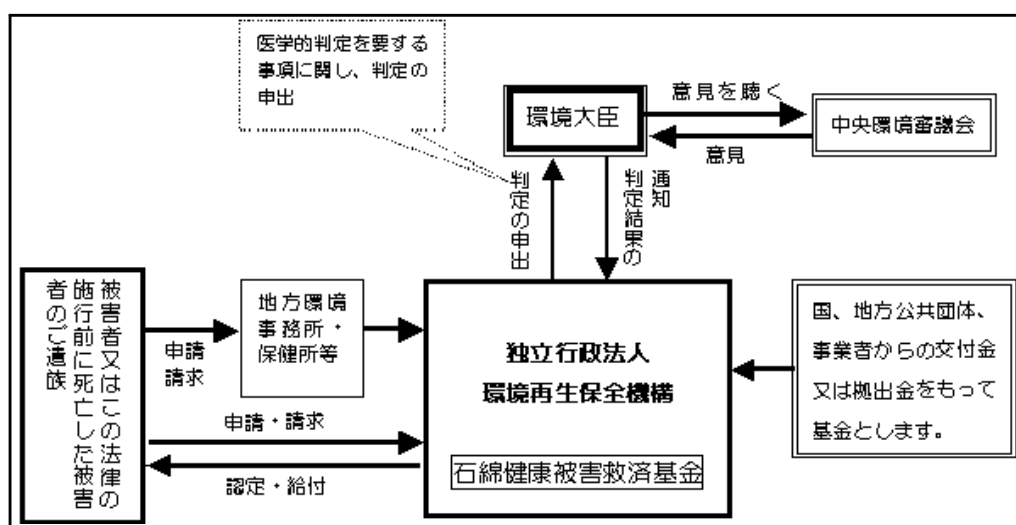 医学的判定を要する
事項に関し、判定の
申出
環境大臣
意見を聴く
意見
中央環境審議会
判定の申出
判定結果の
通知
被害者又はこの法律の
施行前に死亡した被害
者のご遺族
申請
請求
地方環境
事務所・
保健所等
申請・請求
認定・給付
独立行政法人
環境再生保全機構
石綿健康被害救済基金
国、地方公共団体、
事業者からの交付金
又は拠出金をもって
基金とします。